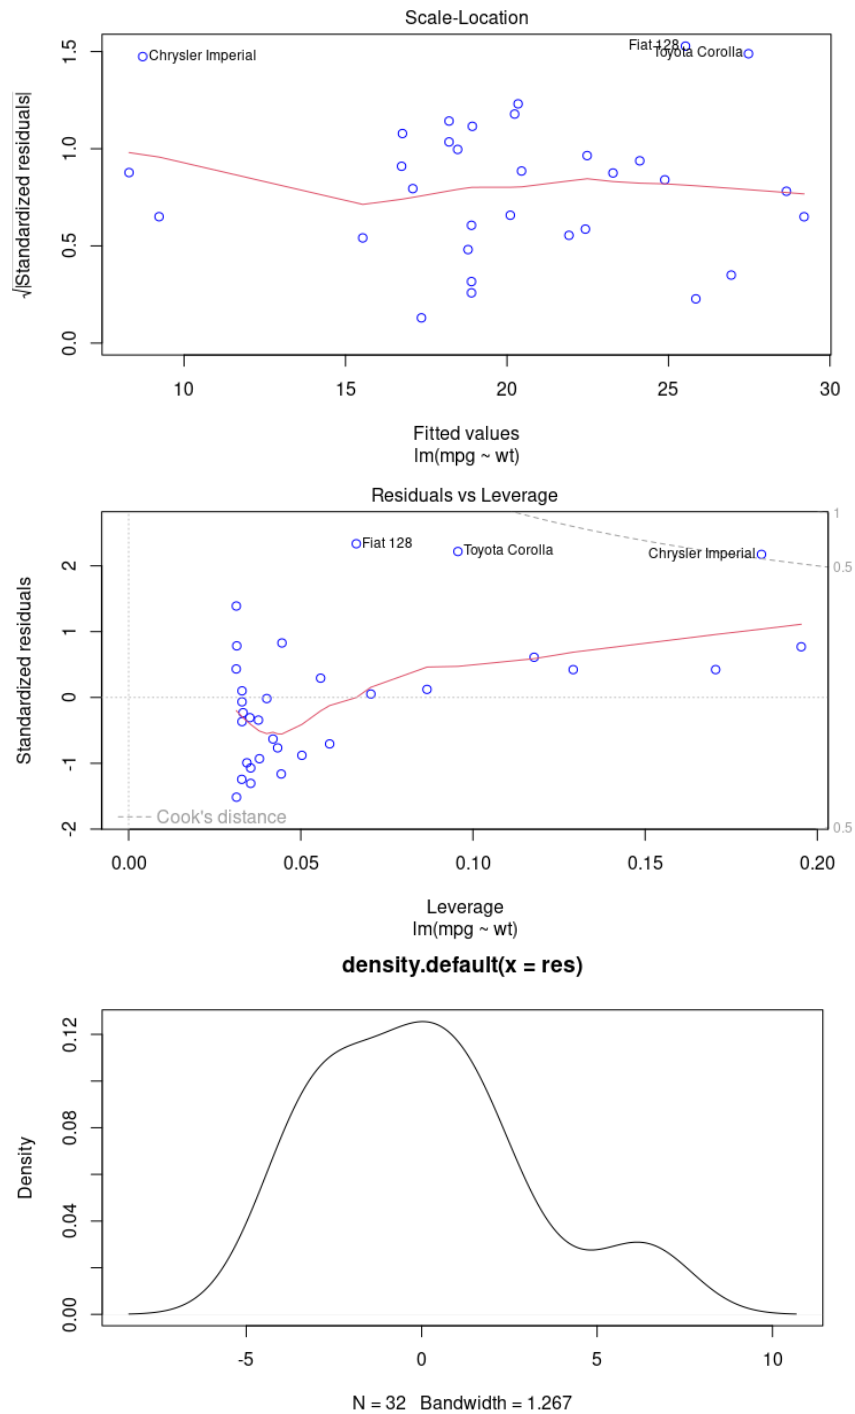 Scale-Location
√|Standardized residuals|
1.5
1.0
0.5
0.0
Chrysler Imperial
Fiat 128
Toyota Corolla
10 15 20 25 30
Fitted values
lm(mpg ~ wt)
Residuals vs Leverage
Standardized residuals
2
1
0
-1
-2
Fiat 128
Toyota Corolla
Chrysler Imperial
1
0.5
0.5
Cook's distance
0.00 0.05 0.10 0.15 0.20
Leverage
lm(mpg ~ wt)
density.default(x = res)
Density
0.12
0.08
0.04
0.00
-5 0 5 10
N = 32 Bandwidth = 1.267